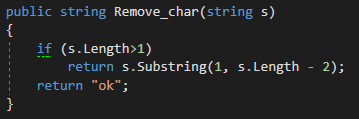 public string Remove_char(string s)
{
    if (s.Length>1)
        return s.Substring(1, s.Length - 2);
    return "ok";
}